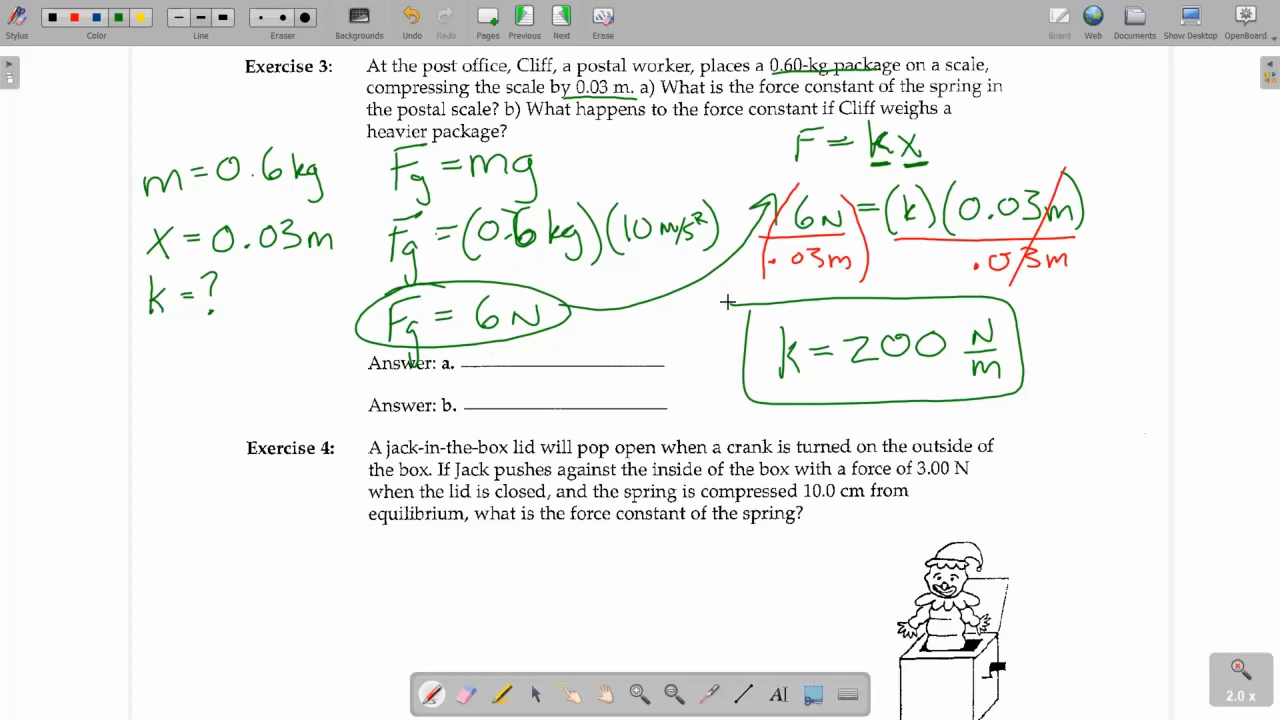 Stylus Color Line Eraser Backgrounds Undo Redo Pages Previous Next Erase Board Web Documents Show Desktop OpenBoard
Exercise 3: At the post office, Cliff, a postal worker, places a 0.60-kg package on a scale,
compressing the scale by 0.03 m. a) What is the force constant of the spring in
the postal scale? b) What happens to the force constant if Cliff weighs a
heavier package?
m = 0.6 kg
x = 0.03 m
k = ?
Fg = mg
Fg = (0.6 kg)(10 m/s²)
Fg = 6 N
F = kx
(6 N = (k)(0.03 m)
(.03m) .03m
k = 200 N/m
Answer: a.
Answer: b.
Exercise 4: A jack-in-the-box lid will pop open when a crank is turned on the outside of
the box. If Jack pushes against the inside of the box with a force of 3.00 N
when the lid is closed, and the spring is compressed 10.0 cm from
equilibrium, what is the force constant of the spring?
AI
2.0 x